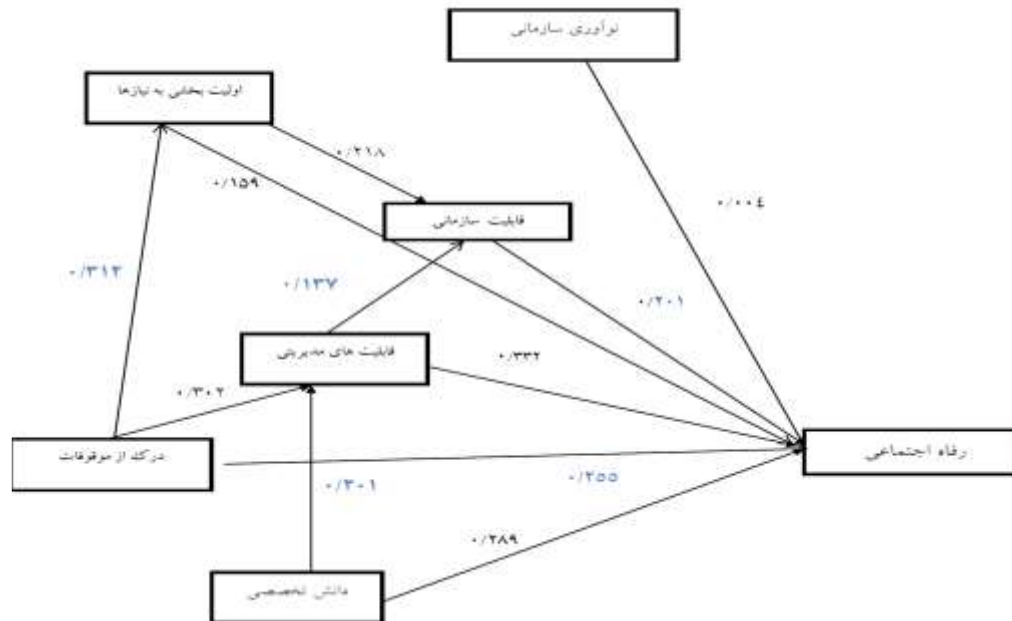 نوآوری سازمانی
اولیت بخشی به نیازها
۰/۲۱۸
۰/۱۵۹
۰/۰۰۴
قابلیت سازمانی
۰/۳۱۲
۰/۱۳۷
۰/۲۰۱
قابلیت های مدیریتی
۰/۳۳۲
۰/۳۰۲
درک از موقوفات
رفاه اجتماعی
۰/۳۰۱
۰/۲۵۵
۰/۲۸۹
دانش تخصصی